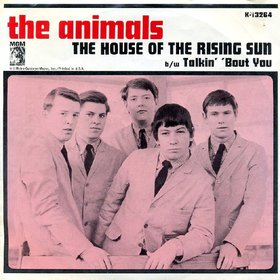 the animals
K-13264
MGM
THE HOUSE OF THE RISING SUN
b/w Talkin' 'Bout You